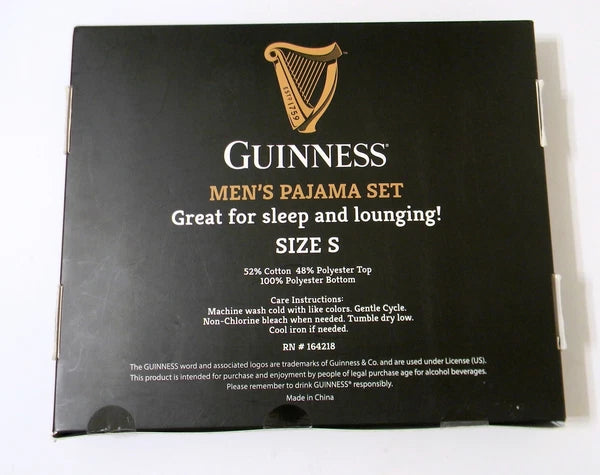 ESTD 1759
GUINNESS®
MEN'S PAJAMA SET
Great for sleep and lounging!
SIZE S
52% Cotton 48% Polyester Top
100% Polyester Bottom
Care Instructions:
Machine wash cold with like colors. Gentle Cycle.
Non-Chlorine bleach when needed. Tumble dry low.
Cool iron if needed.
RN # 164218
The GUINNESS word and associated logos are trademarks of Guinness & Co. and are used under License (US).
This product is intended for purchase and enjoyment by people of legal purchase age for alcohol beverages.
Please remember to drink GUINNESS® responsibly.
Made in China